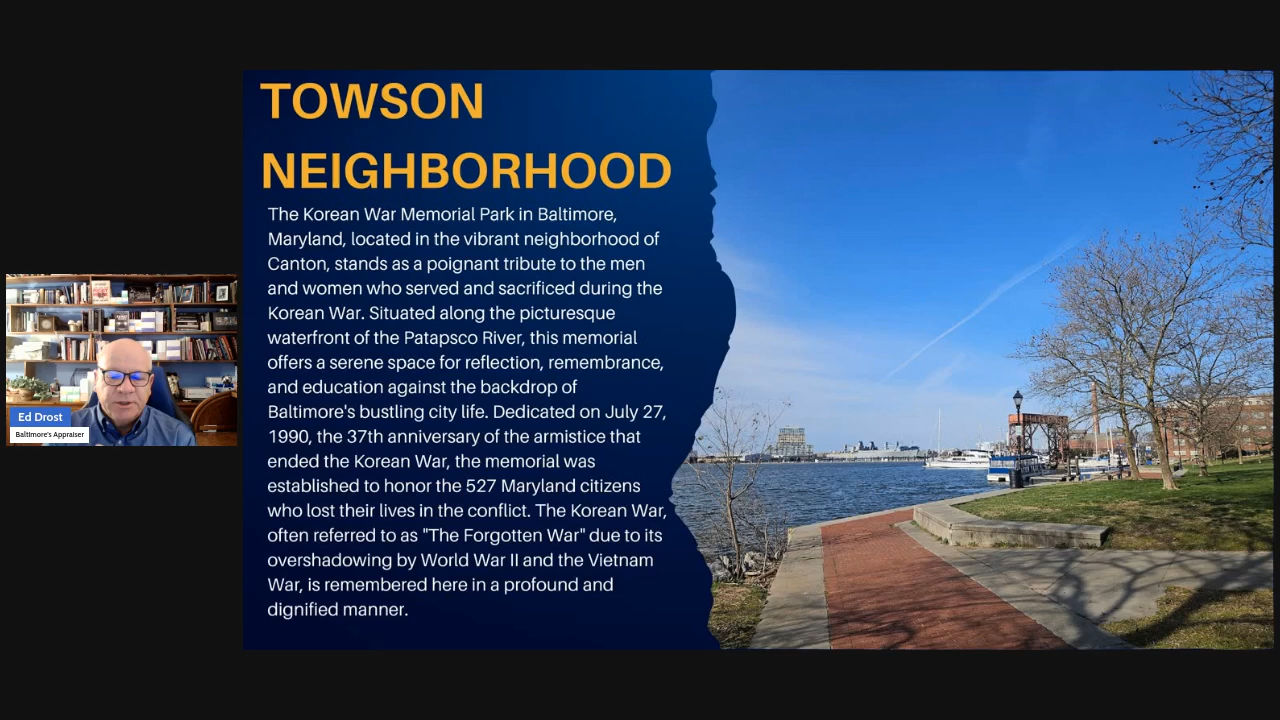 TOWSON
NEIGHBORHOOD
The Korean War Memorial Park in Baltimore,
Maryland, located in the vibrant neighborhood of
Canton, stands as a poignant tribute to the men
and women who served and sacrificed during the
Korean War. Situated along the picturesque
waterfront of the Patapsco River, this memorial
offers a serene space for reflection, remembrance,
and education against the backdrop of
Baltimore's bustling city life. Dedicated on July 27,
1990, the 37th anniversary of the armistice that
ended the Korean War, the memorial was
established to honor the 527 Maryland citizens
who lost their lives in the conflict. The Korean War,
often referred to as "The Forgotten War" due to its
overshadowing by World War II and the Vietnam
War, is remembered here in a profound and
dignified manner.
Ed Drost
Baltimore's Appraiser